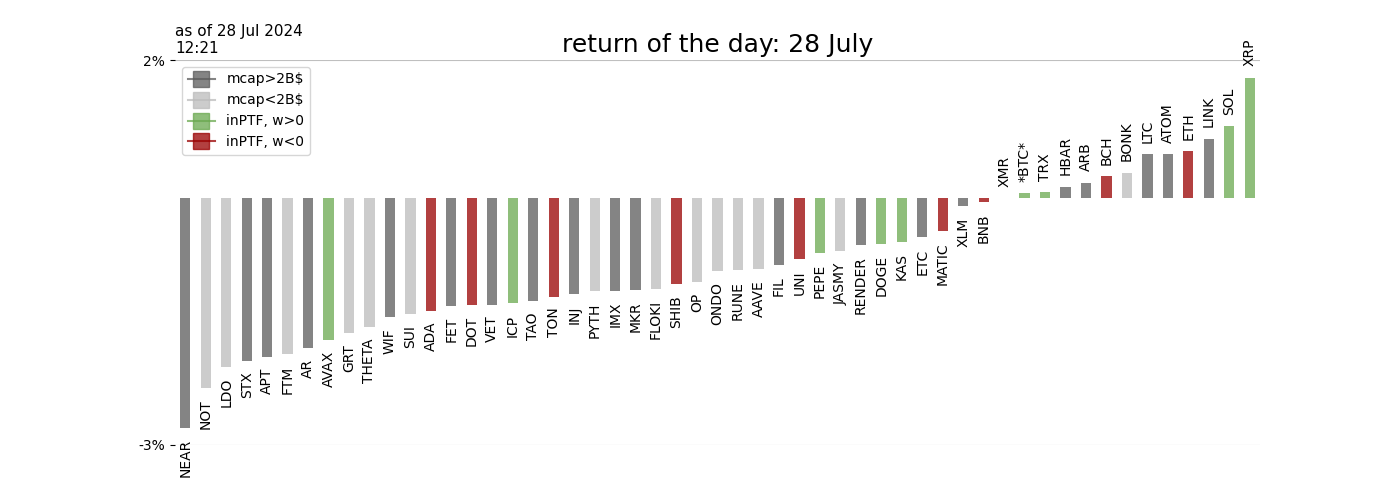 as of 28 Jul 2024
12:21
return of the day: 28 July
2%
mcap>2B$
mcap<2B$
inPTF, w>0
inPTF, w<0
-3%
NEAR
NOT
LDO
STX
APT
FTM
AR
AVAX
GRT
THETA
WIF
SUI
ADA
FET
DOT
VET
ICP
TAO
TON
INJ
PYTH
IMX
MKR
FLOKI
SHIB
OP
ONDO
RUNE
AAVE
FIL
UNI
PEPE
JASMY
RENDER
DOGE
KAS
ETC
MATIC
XLM
BNB
XMR
*BTC*
TRX
HBAR
ARB
BCH
BONK
LTC
ATOM
ETH
LINK
SOL
XRP